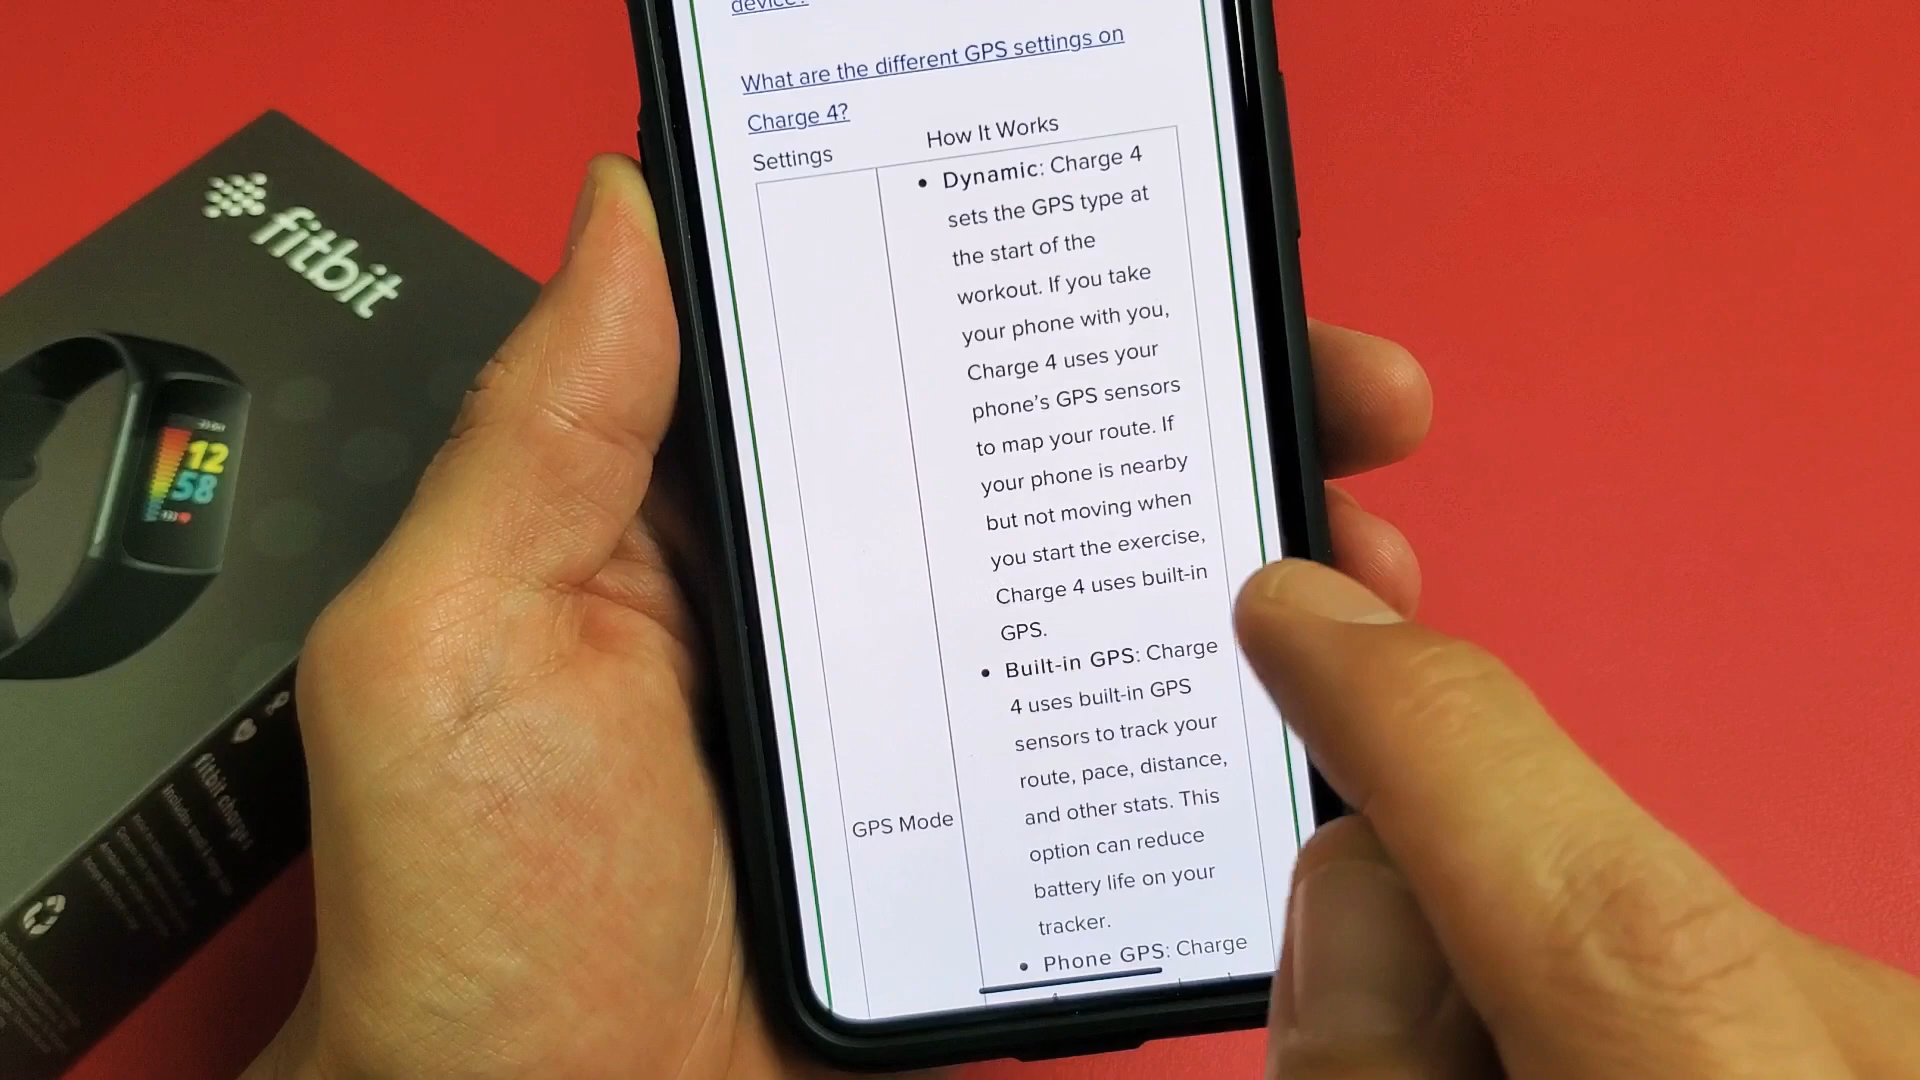 device?
What are the different GPS settings on
Charge 4?
Settings
How It Works
• Dynamic: Charge 4
sets the GPS type at
the start of the
workout. If you take
your phone with you,
Charge 4 uses your
phone's GPS sensors
to map your route. If
your phone is nearby
but not moving when
you start the exercise,
Charge 4 uses built-in
GPS.
• Built-in GPS: Charge
4 uses built-in GPS
sensors to track your
route, pace, distance,
and other stats. This
option can reduce
battery life on your
tracker.
• Phone GPS: Charge
GPS Mode
fitbit
12
58
fitbit charge